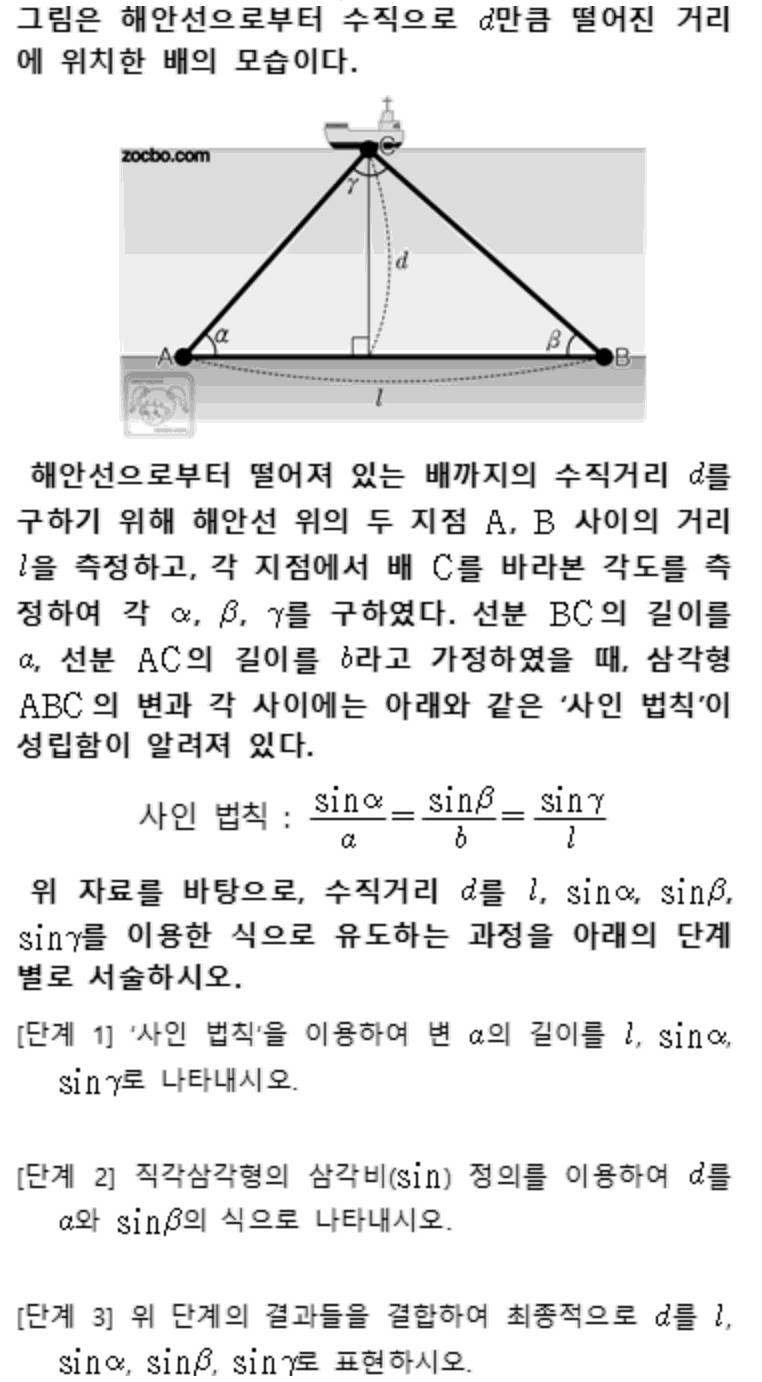 그림은 해안선으로부터 수직으로 d만큼 떨어진 거리
에 위치한 배의 모습이다.
zocbo.com
C
γ
d
A
α
β
B
l
해안선으로부터 떨어져 있는 배까지의 수직거리 d를
구하기 위해 해안선 위의 두 지점 A, B 사이의 거리
l을 측정하고, 각 지점에서 배 C를 바라본 각도를 측
정하여 각 α, β, γ를 구하였다. 선분 BC의 길이를
a, 선분 AC의 길이를 b라고 가정하였을 때, 삼각형
ABC의 변과 각 사이에는 아래와 같은 '사인 법칙'이
성립함이 알려져 있다.
사인 법칙 : sinα/a = sinβ/b = sinγ/l
위 자료를 바탕으로, 수직거리 d를 l, sinα, sinβ,
sinγ를 이용한 식으로 유도하는 과정을 아래의 단계
별로 서술하시오.
[단계 1] '사인 법칙'을 이용하여 변 a의 길이를 l, sinα,
sinγ로 나타내시오.
[단계 2] 직각삼각형의 삼각비(sin) 정의를 이용하여 d를
a와 sinβ의 식으로 나타내시오.
[단계 3] 위 단계의 결과들을 결합하여 최종적으로 d를 l,
sinα, sinβ, sinγ로 표현하시오.